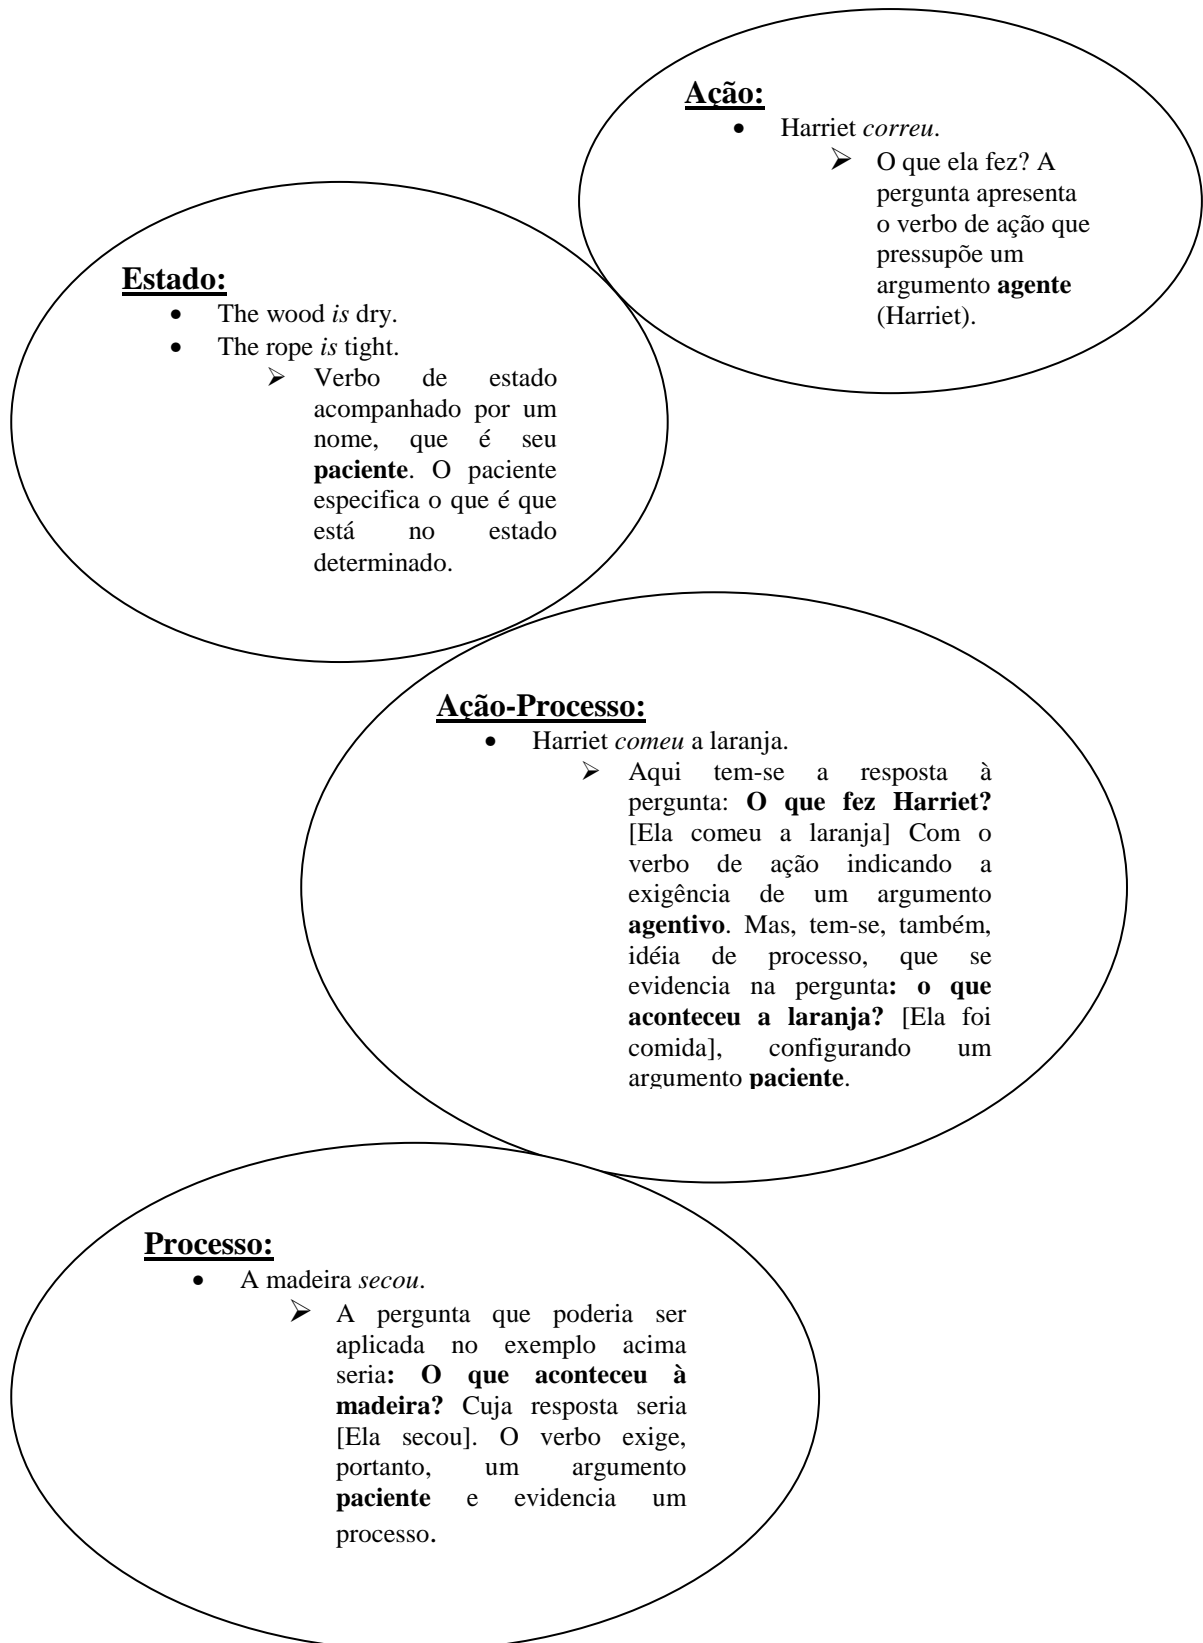 Ação:
• Harriet correu.
➢ O que ela fez? A
pergunta apresenta
o verbo de ação que
pressupõe um
argumento agente
(Harriet).
Estado:
• The wood is dry.
• The rope is tight.
➢ Verbo de estado
acompanhado por um
nome, que é seu
paciente. O paciente
especifica o que é que
está no estado
determinado.
Ação-Processo:
• Harriet comeu a laranja.
➢ Aqui tem-se a resposta à
pergunta: O que fez Harriet?
[Ela comeu a laranja] Com o
verbo de ação indicando a
exigência de um argumento
agentivo. Mas, tem-se, também,
idéia de processo, que se
evidencia na pergunta: o que
aconteceu a laranja? [Ela foi
comida], configurando um
argumento paciente.
Processo:
• A madeira secou.
➢ A pergunta que poderia ser
aplicada no exemplo acima
seria: O que aconteceu à
madeira? Cuja resposta seria
[Ela secou]. O verbo exige,
portanto, um argumento
paciente e evidencia um
processo.